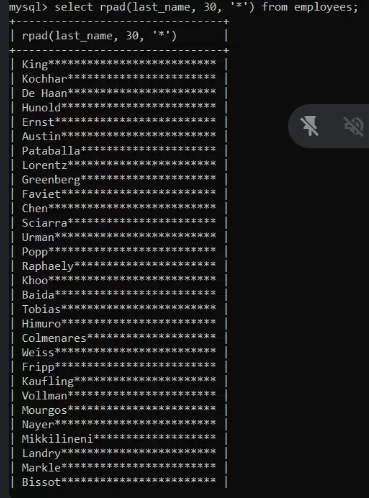 mysql> select rpad(last_name, 30, '*') from employees;
+--------------------------------+
| rpad(last_name, 30, '*')       |
+--------------------------------+
| King************************** |
| Kochhar*********************** |
| De Haan*********************** |
| Hunold************************ |
| Ernst************************* |
| Austin************************ |
| Pataballa********************* |
| Lorentz*********************** |
| Greenberg********************* |
| Faviet************************ |
| Chen************************** |
| Sciarra*********************** |
| Urman************************* |
| Popp************************** |
| Raphaely********************** |
| Khoo************************** |
| Baida************************* |
| Tobias************************ |
| Himuro************************ |
| Colmenares******************** |
| Weiss************************* |
| Fripp************************* |
| Kaufling********************** |
| Vollman*********************** |
| Mourgos*********************** |
| Nayer************************* |
| Mikkilineni******************* |
| Landry************************ |
| Markle************************ |
| Bissot************************ |